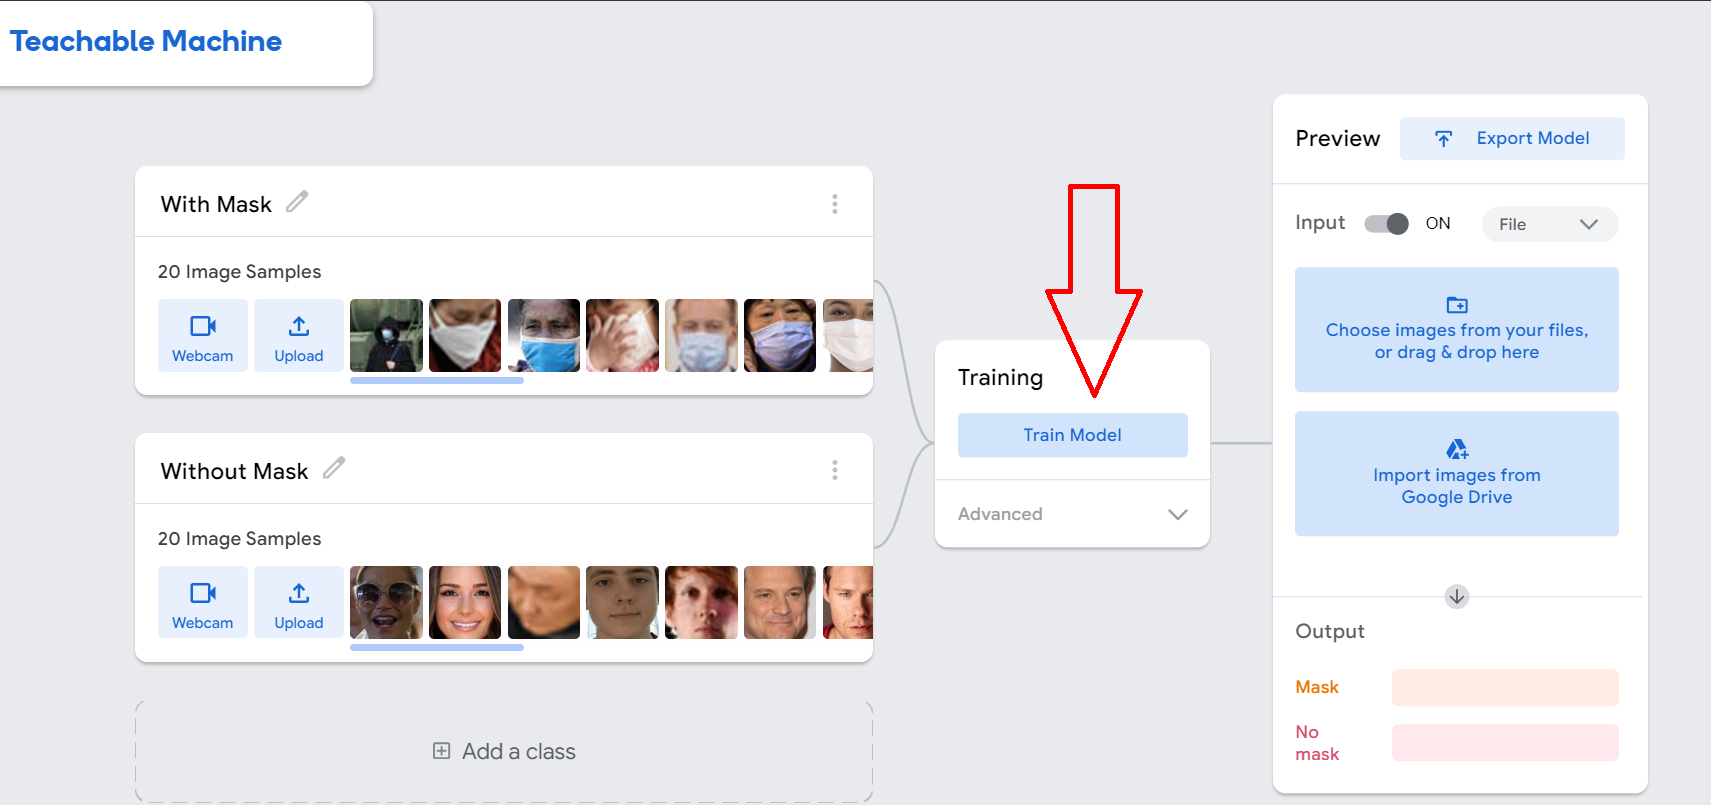 Teachable Machine
With Mask
20 Image Samples
Webcam
Upload
Without Mask
20 Image Samples
Webcam
Upload
Add a class
Training
Train Model
Advanced
Preview
Export Model
Input
ON
File
Choose images from your files,
or drag & drop here
Import images from
Google Drive
Output
Mask
No
mask